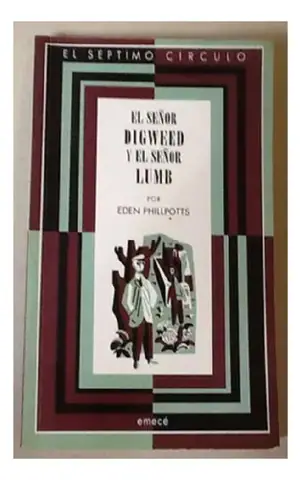 EL SEPTIMO CIRCULO
EL SEÑOR
DIGWEED
Y EL SEÑOR
LUMB
POR
EDEN PHILLPOTTS
emecé